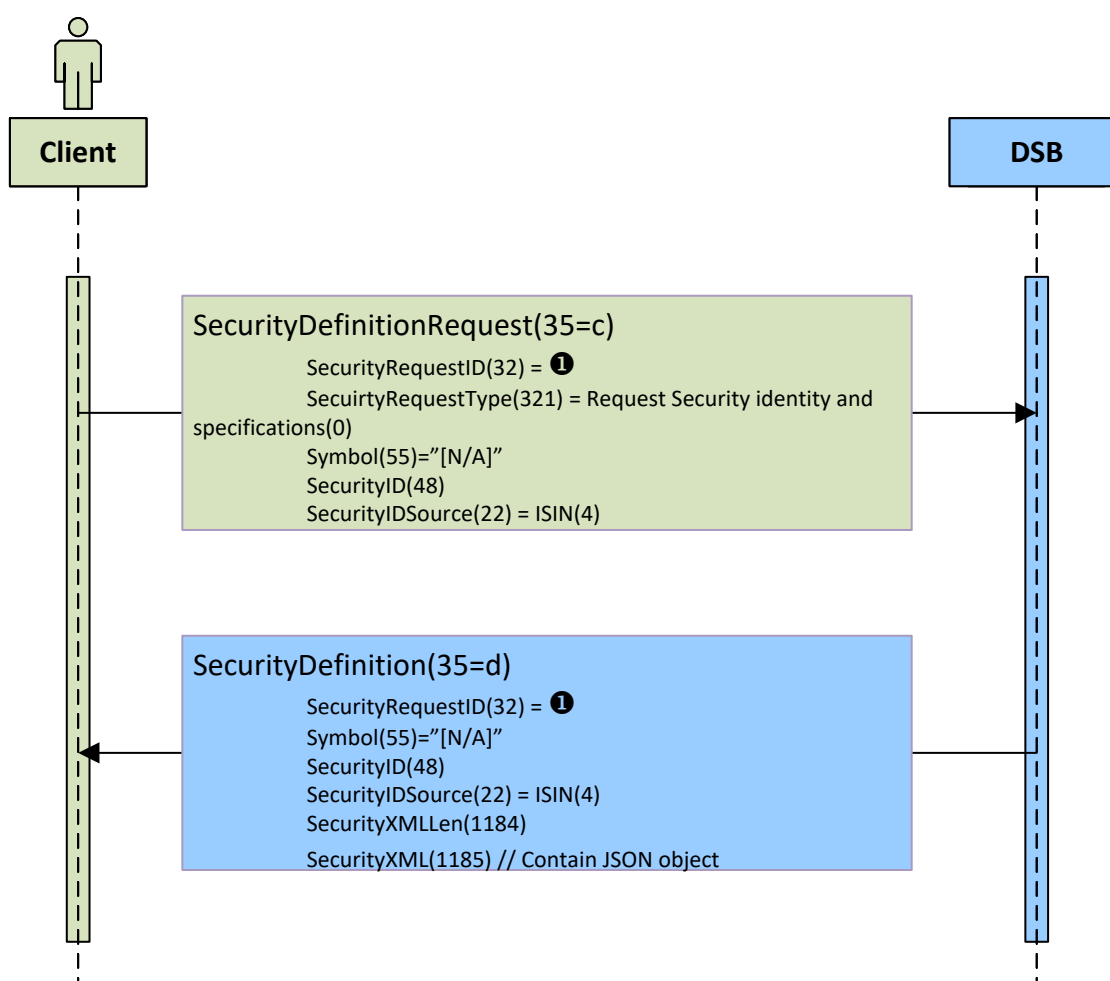 Client
DSB
SecurityDefinitionRequest(35=c)
SecurityRequestID(32) = ❶
SecuirtyRequestType(321) = Request Security identity and
specifications(0)
Symbol(55)=”[N/A]”
SecurityID(48)
SecurityIDSource(22) = ISIN(4)
SecurityDefinition(35=d)
SecurityRequestID(32) = ❶
Symbol(55)=”[N/A]”
SecurityID(48)
SecurityIDSource(22) = ISIN(4)
SecurityXMLLen(1184)
SecurityXML(1185) // Contain JSON object